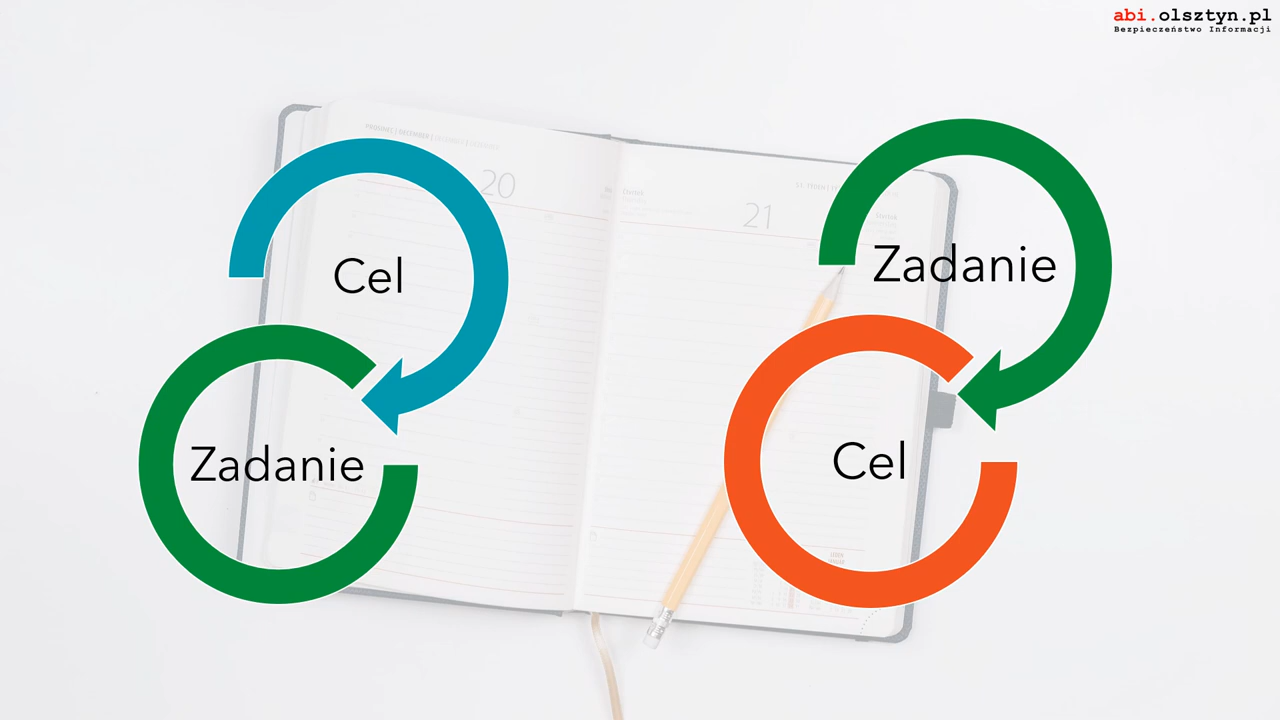 abi.olsztyn.pl
Bezpieczeństwo Informacji
20
21
Cel
Zadanie
Zadanie
Cel